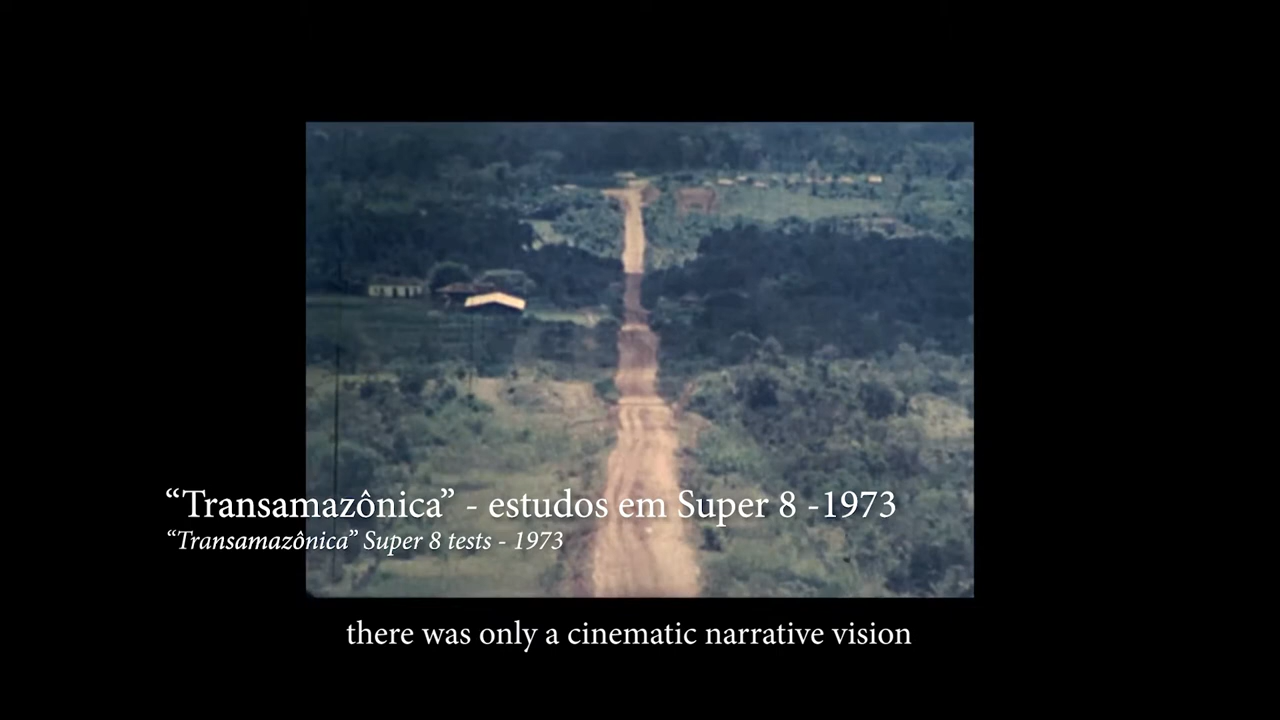 “Transamazônica” - estudos em Super 8 -1973
“Transamazônica” Super 8 tests - 1973
there was only a cinematic narrative vision